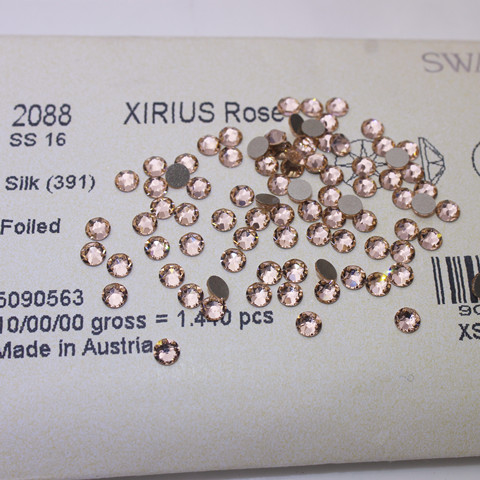 SWA
2088 XIRIUS Rose
SS 16
Silk (391)
Foiled
5090563
10/00/00 gross = 1.440 pcs
Made in Austria
XS